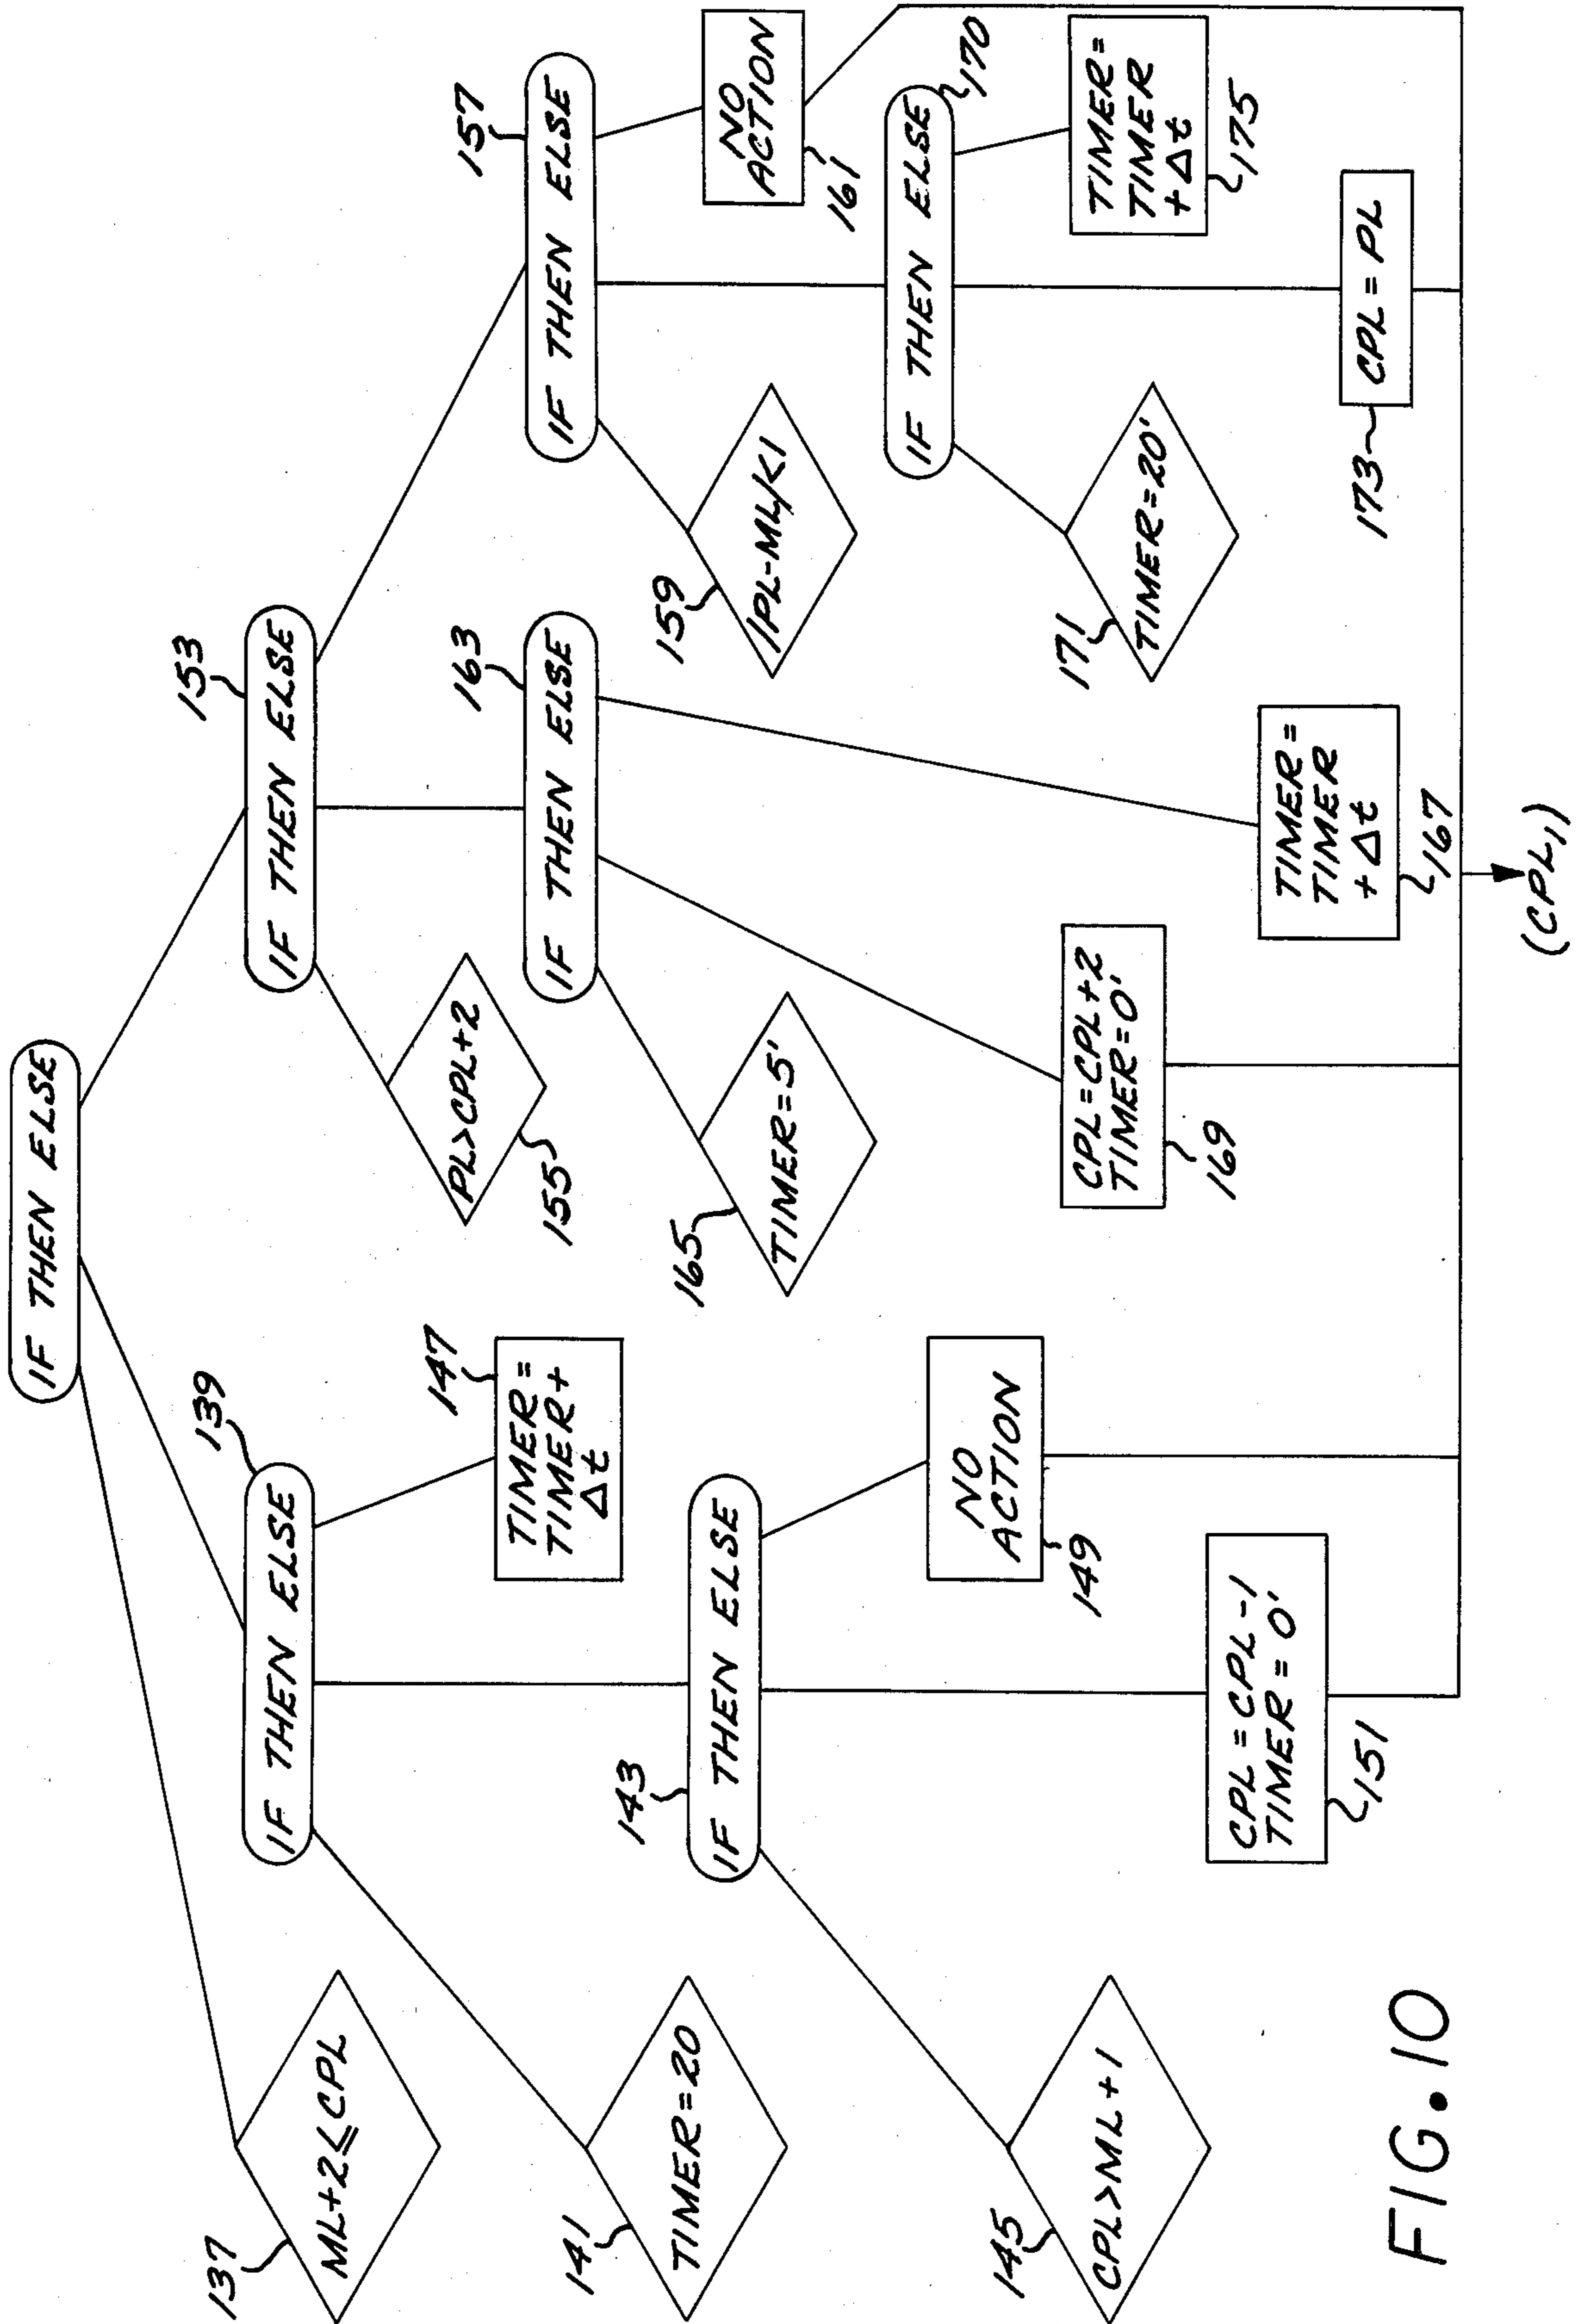 IF THEN ELSE
139
IF THEN ELSE
153
IF THEN ELSE
137
ML+2≤CPL
147
TIMER=
TIMER+
Δt
155
PL>CPL+2
163
IF THEN ELSE
157
IF THEN ELSE
141
TIMER=20
143
IF THEN ELSE
165
TIMER=5'
159
/PL-ML/<1
NO
ACTION
161
145
CPL>ML+1
149
NO
ACTION
CPL=CPL+2
TIMER=0'
169
IF THEN ELSE
170
171
TIMER=20'
TIMER=
TIMER
+Δt
175
CPL=CPL-1
TIMER=0'
151
TIMER=
TIMER
+Δt
167
173
CPL=PL
(CPL1)
FIG.10